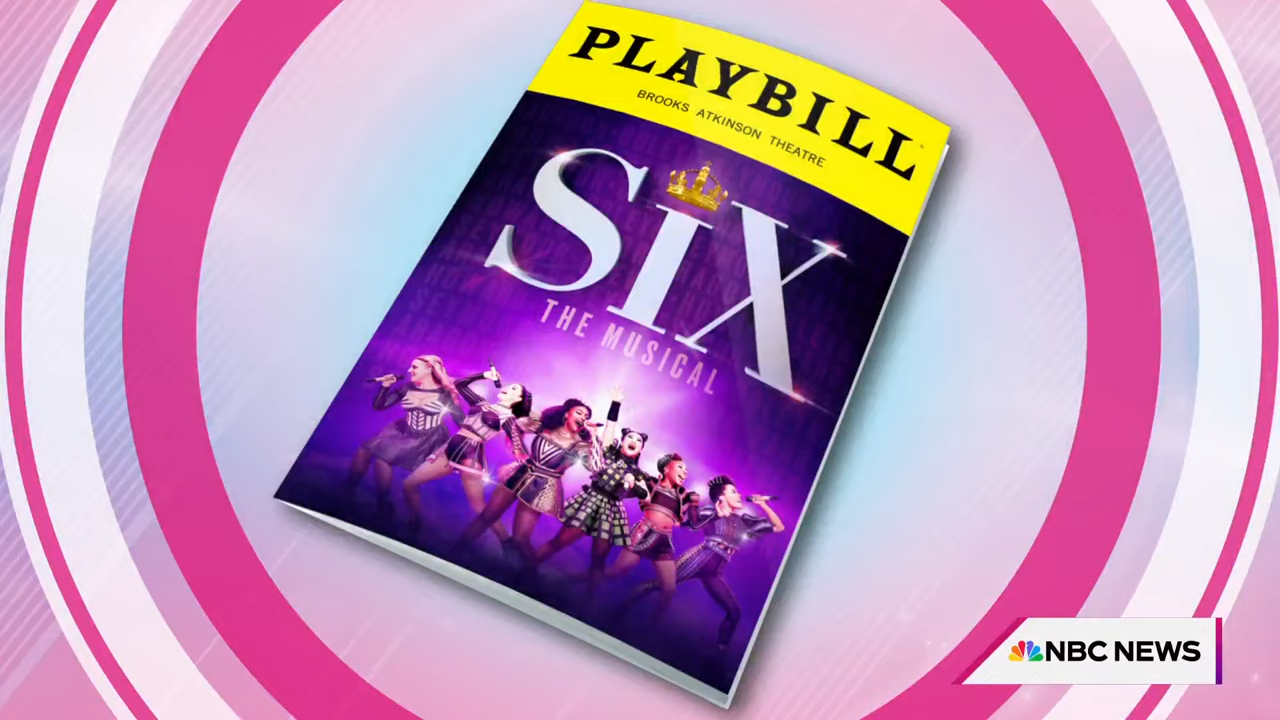 PLAYBILL
BROOKS ATKINSON THEATRE
SIX
THE MUSICAL
NBC NEWS